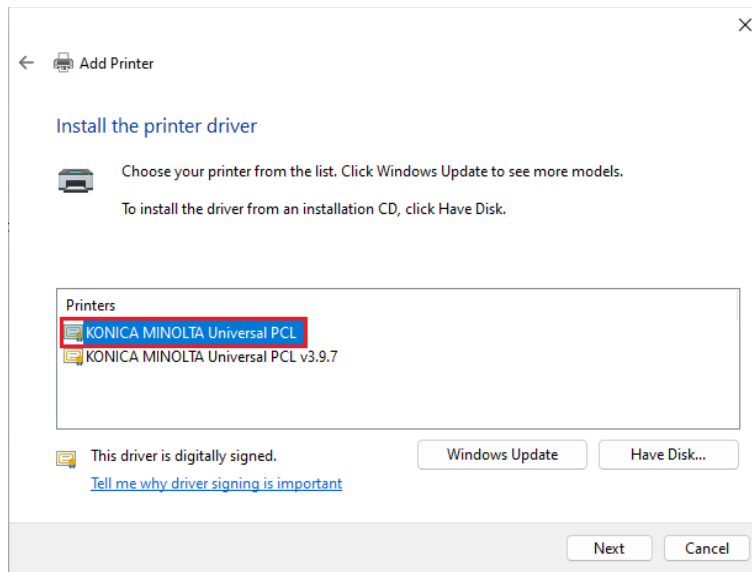 Add Printer
Install the printer driver
Choose your printer from the list. Click Windows Update to see more models.
To install the driver from an installation CD, click Have Disk.
Printers
KONICA MINOLTA Universal PCL
KONICA MINOLTA Universal PCL v3.9.7
This driver is digitally signed.
Windows Update
Have Disk...
Tell me why driver signing is important
Next
Cancel